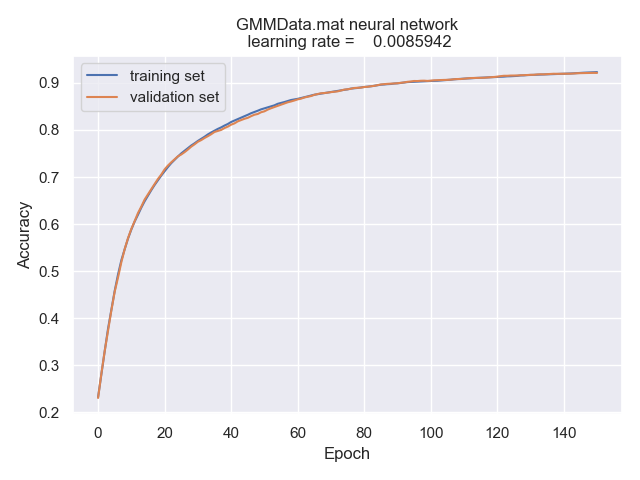 GMMData.mat neural network
learning rate = 0.0085942
training set
validation set
0.9
0.8
0.7
0.6
0.5
0.4
0.3
0.2
Accuracy
0 20 40 60 80 100 120 140
Epoch